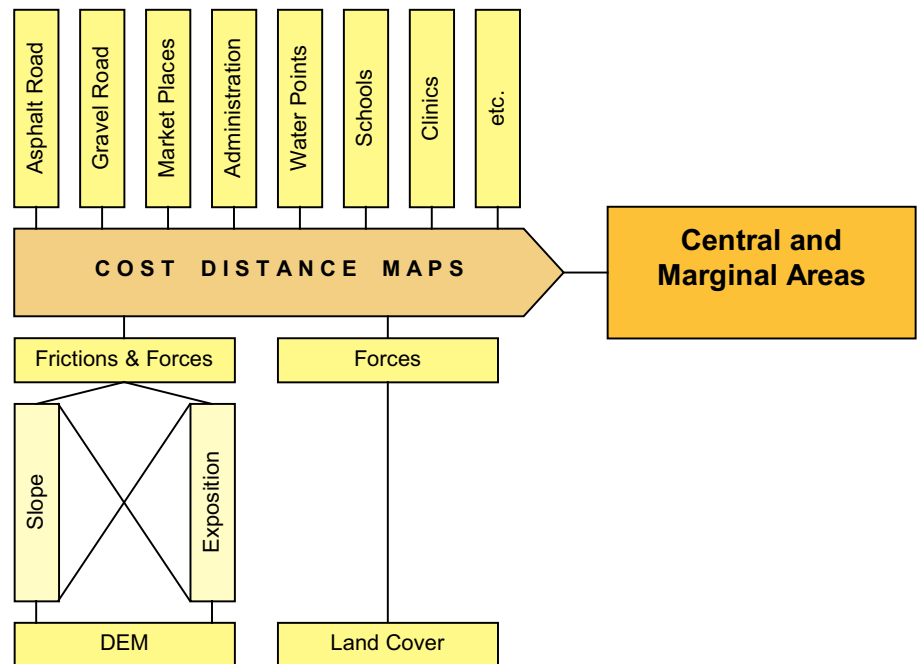 Asphalt Road
Gravel Road
Market Places
Administration
Water Points
Schools
Clinics
etc.
COST DISTANCE MAPS
Central and
Marginal Areas
Frictions & Forces
Forces
Slope
Exposition
DEM
Land Cover